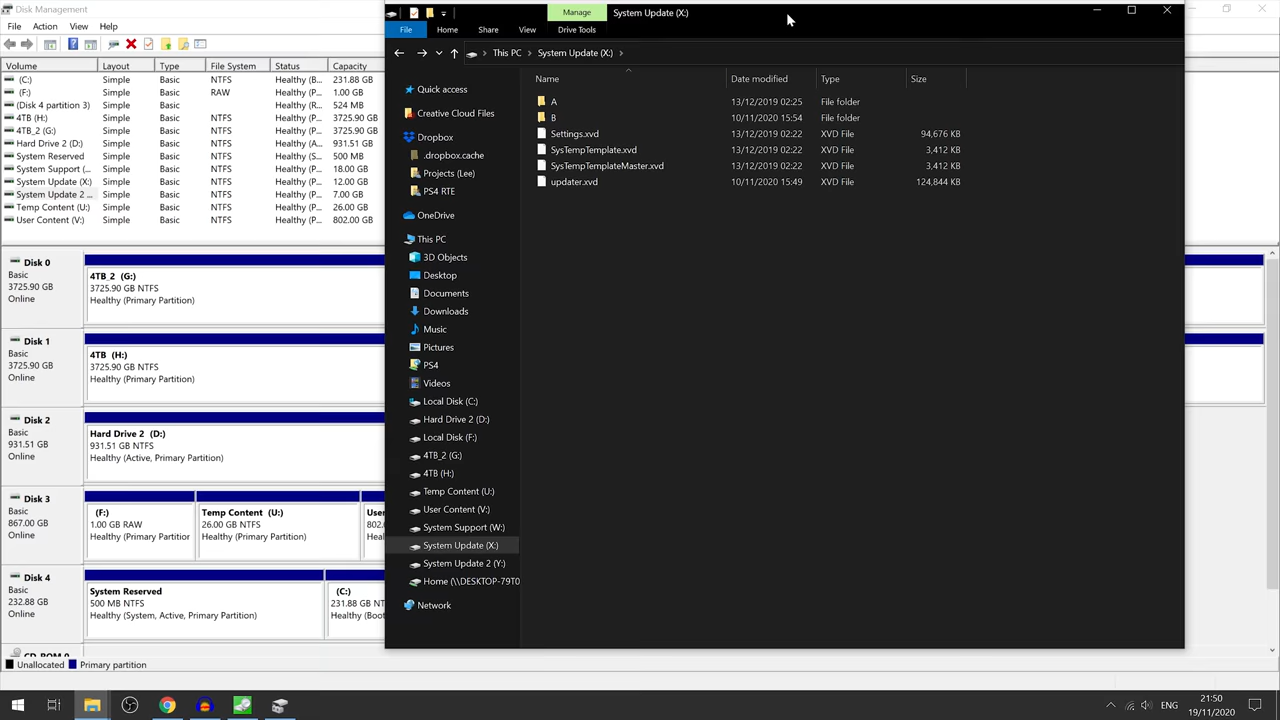 Disk Management
File Action View Help
Volume Layout Type File System Status Capacity
(C:) Simple Basic NTFS Healthy (B... 231.88 GB
(F:) Simple Basic RAW Healthy (P... 1.00 GB
(Disk 4 partition 3) Simple Basic Healthy (R... 524 MB
4TB (H:) Simple Basic NTFS Healthy (P... 3725.90 GB
4TB_2 (G:) Simple Basic NTFS Healthy (P... 3725.90 GB
Hard Drive 2 (D:) Simple Basic NTFS Healthy (A... 931.51 GB
System Reserved Simple Basic NTFS Healthy (S... 500 MB
System Support (... Simple Basic NTFS Healthy (P... 18.00 GB
System Update (X:) Simple Basic NTFS Healthy (P... 12.00 GB
System Update 2 ... Simple Basic NTFS Healthy (P... 7.00 GB
Temp Content (U:) Simple Basic NTFS Healthy (P... 26.00 GB
User Content (V:) Simple Basic NTFS Healthy (P... 802.00 GB
Disk 0
Basic
3725.90 GB
Online
4TB_2 (G:)
3725.90 GB NTFS
Healthy (Primary Partition)
Disk 1
Basic
3725.90 GB
Online
4TB (H:)
3725.90 GB NTFS
Healthy (Primary Partition)
Disk 2
Basic
931.51 GB
Online
Hard Drive 2 (D:)
931.51 GB NTFS
Healthy (Active, Primary Partition)
Disk 3
Basic
867.00 GB
Online
(F:)
1.00 GB RAW
Healthy (Primary Partitior
Temp Content (U:)
26.00 GB NTFS
Healthy (Primary Partition)
User
802.
Heal
Disk 4
Basic
232.88 GB
Online
System Reserved
500 MB NTFS
Healthy (System, Active, Primary Partition)
(C:)
231.88 GB NT
Healthy (Boot
CD-ROM 0
Unallocated Primary partition
Manage System Update (X:)
File Home Share View Drive Tools
This PC System Update (X:)
Quick access
Creative Cloud Files
Dropbox
.dropbox.cache
Projects (Lee)
PS4 RTE
OneDrive
This PC
3D Objects
Desktop
Documents
Downloads
Music
Pictures
PS4
Videos
Local Disk (C:)
Hard Drive 2 (D:)
Local Disk (F:)
4TB_2 (G:)
4TB (H:)
Temp Content (U:)
User Content (V:)
System Support (W:)
System Update (X:)
System Update 2 (Y:)
Home (\\DESKTOP-79T0
Network
Name Date modified Type Size
A 13/12/2019 02:25 File folder
B 10/11/2020 15:54 File folder
Settings.xvd 13/12/2019 02:22 XVD File 94,676 KB
SysTempTemplate.xvd 13/12/2019 02:22 XVD File 3,412 KB
SysTempTemplateMaster.xvd 13/12/2019 02:22 XVD File 3,412 KB
updater.xvd 10/11/2020 15:49 XVD File 124,844 KB
ENG
21:50
19/11/2020